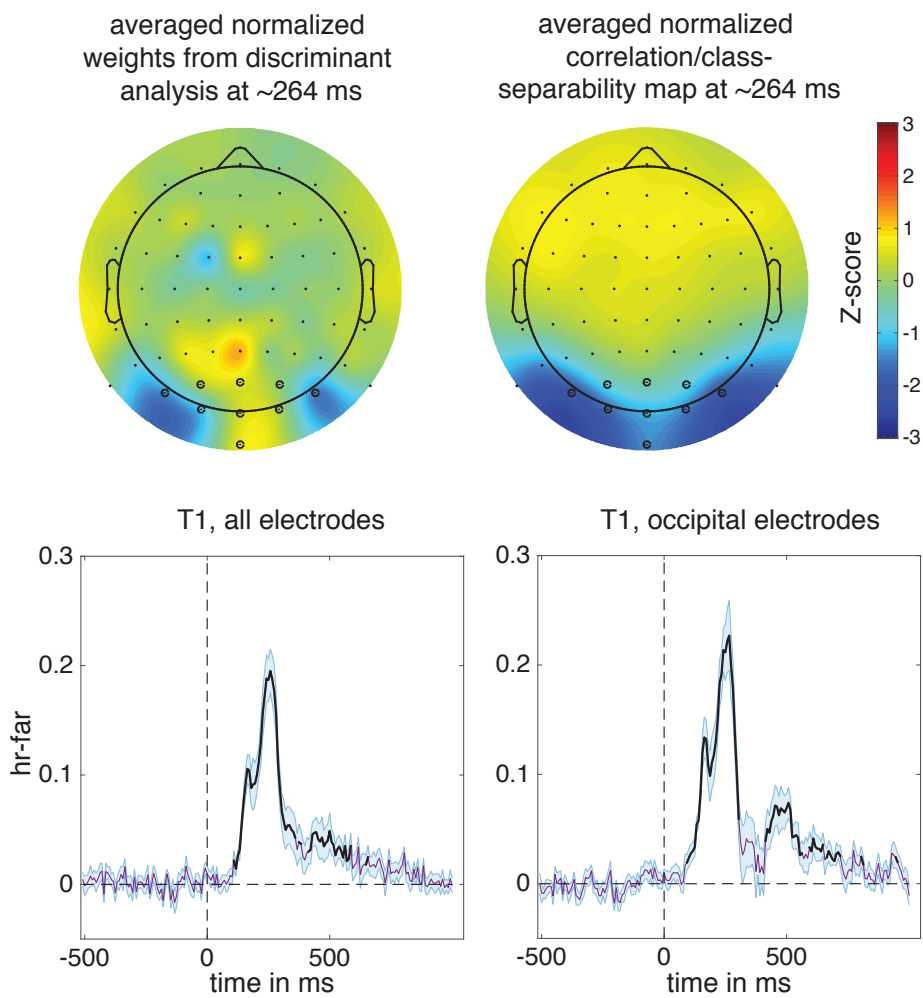 averaged normalized
weights from discriminant
analysis at ~264 ms
averaged normalized
correlation/class-
separability map at ~264 ms
3
2
1
0
-1
-2
-3
Z-score
T1, all electrodes
0.3
0.2
0.1
0
hr-far
-500
0
500
time in ms
T1, occipital electrodes
0.3
0.2
0.1
0
-500
0
500
time in ms